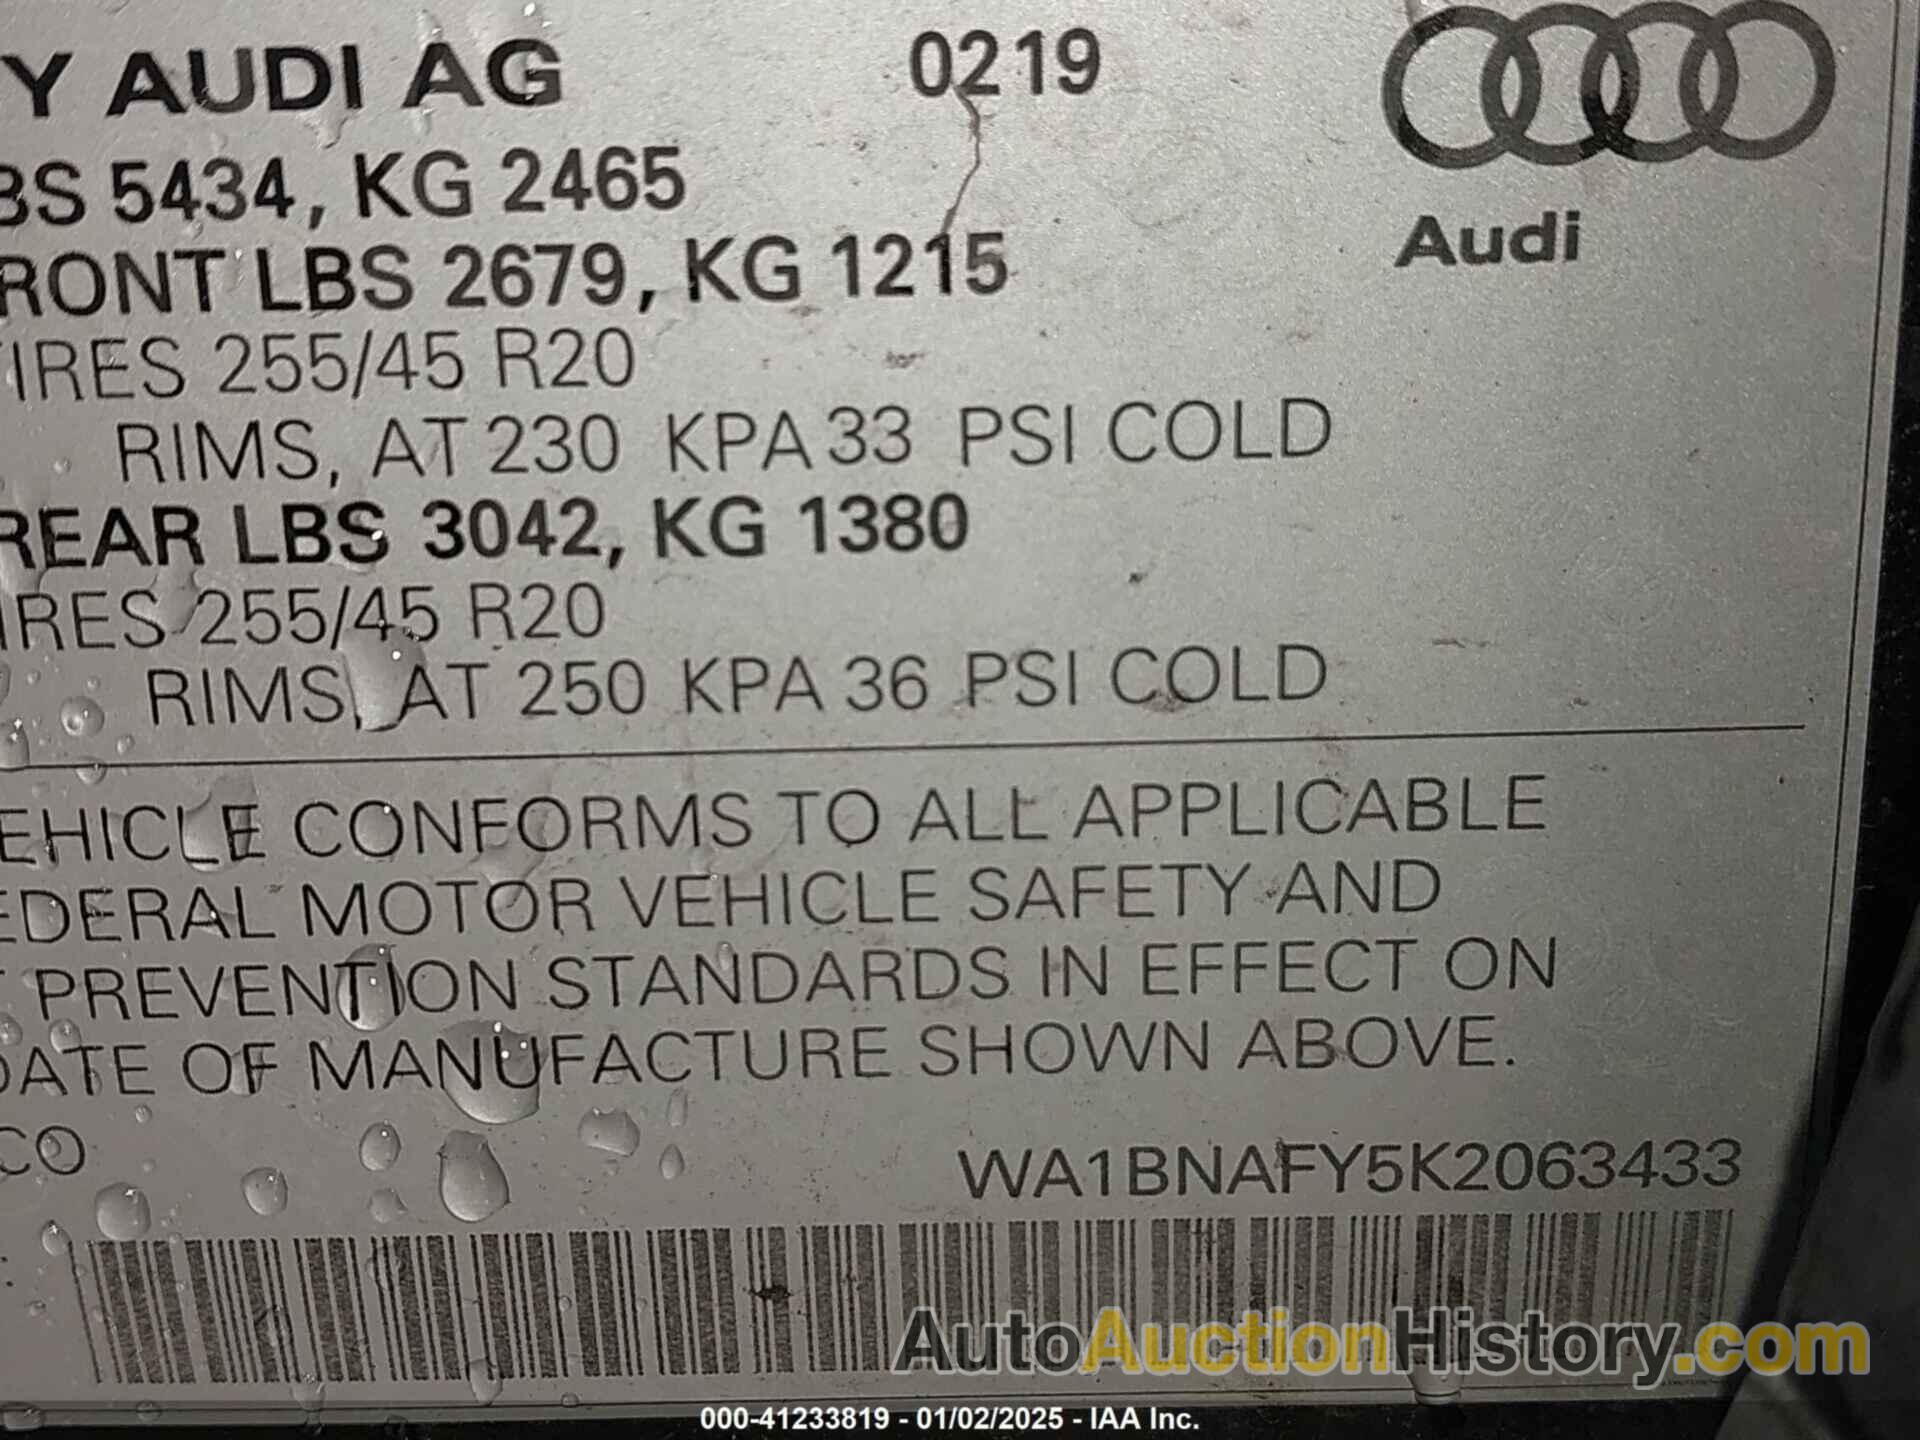 Y AUDI AG 0219
BS 5434, KG 2465
Audi
RONT LBS 2679, KG 1215
TIRES 255/45 R20
RIMS, AT 230 KPA 33 PSI COLD
REAR LBS 3042, KG 1380
IRES 255/45 R20
RIMS, AT 250 KPA 36 PSI COLD
EHICLE CONFORMS TO ALL APPLICABLE
EDERAL MOTOR VEHICLE SAFETY AND
T PREVENTION STANDARDS IN EFFECT ON
DATE OF MANUFACTURE SHOWN ABOVE.
CO
WA1BNAFY5K2063433
AutoAuctionHistory.com
000-41233819 - 01/02/2025 - IAA Inc.